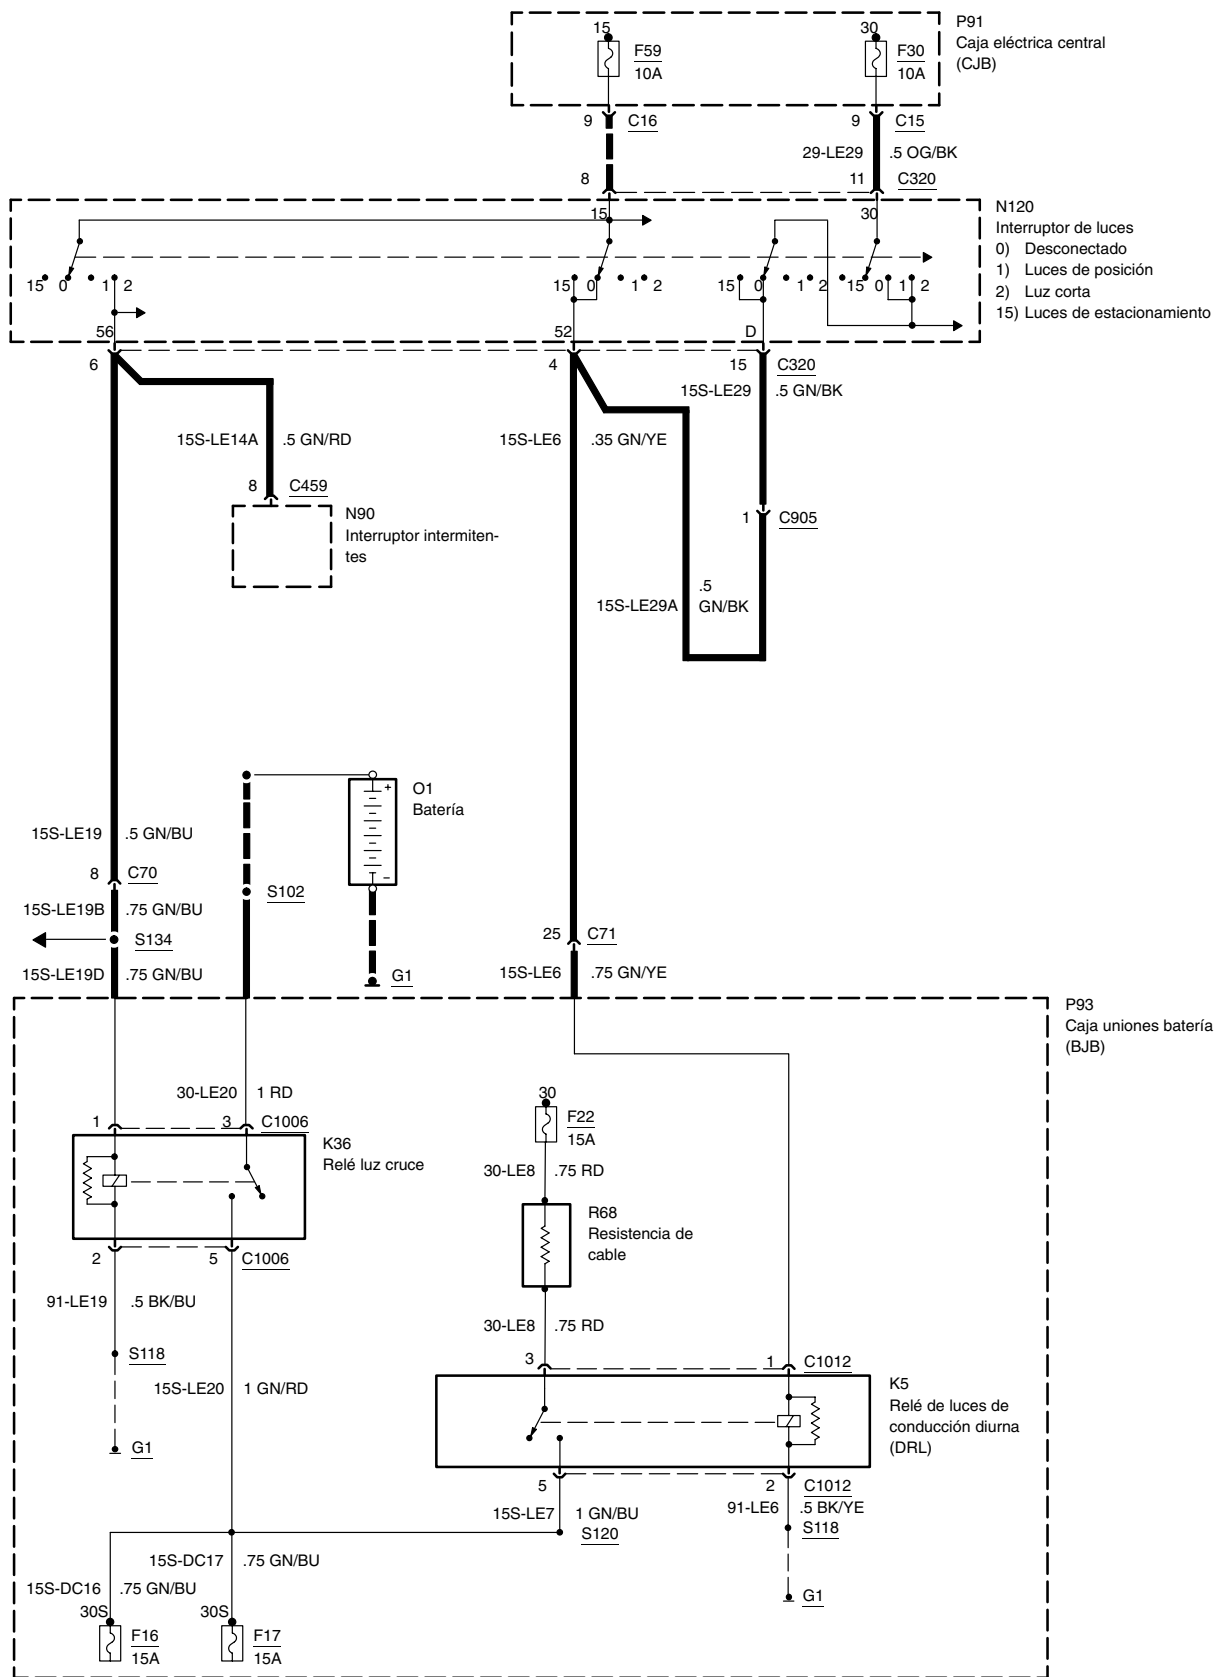 15
F59
10A
30
F30
10A
P91
Caja eléctrica central
(CJB)
9
C16
9
C15
29-LE29
.5 OG/BK
8
11
C320
15
30
N120
Interruptor de luces
0) Desconectado
1) Luces de posición
2) Luz corta
15) Luces de estacionamiento
15 0 1 2
15 0 1 2
15 0 1 2
15 0 1 2
56
52
D
6
4
15
C320
15S-LE29
.5 GN/BK
15S-LE14A
.5 GN/RD
15S-LE6
.35 GN/YE
8
C459
N90
Interruptor intermiten-
tes
1
C905
15S-LE29A
.5
GN/BK
+
–
O1
Batería
15S-LE19
.5 GN/BU
8
C70
15S-LE19B
.75 GN/BU
S102
S134
15S-LE19D
.75 GN/BU
G1
25
C71
15S-LE6
.75 GN/YE
P93
Caja uniones batería
(BJB)
30-LE20
1 RD
1
3
C1006
K36
Relé luz cruce
30
F22
15A
30-LE8
.75 RD
R68
Resistencia de
cable
2
5
C1006
91-LE19
.5 BK/BU
30-LE8
.75 RD
S118
15S-LE20
1 GN/RD
3
1
C1012
K5
Relé de luces de
conducción diurna
(DRL)
G1
5
2
C1012
15S-LE7
1 GN/BU
91-LE6
.5 BK/YE
S120
S118
15S-DC17
.75 GN/BU
15S-DC16
.75 GN/BU
G1
30S
F16
15A
30S
F17
15A